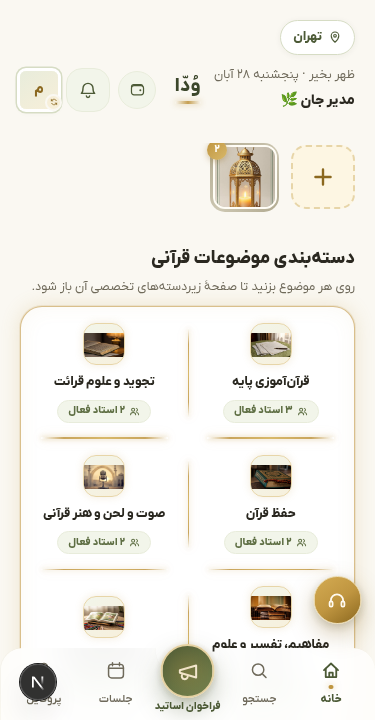 تهران
ظهر بخیر · پنجشنبه ۲۸ آبان
مدیر جان 🌿
وُدّا
م
۲
دسته‌بندی موضوعات قرآنی
روی هر موضوع بزنید تا صفحهٔ زیردسته‌های تخصصی آن باز شود.
قرآن‌آموزی پایه
۳ استاد فعال
تجوید و علوم قرائت
۲ استاد فعال
حفظ قرآن
۲ استاد فعال
صوت و لحن و هنر قرآنی
۲ استاد فعال
مفاهیم، تفسیر و علوم
خانه
جستجو
فراخوان اساتید
جلسات
N